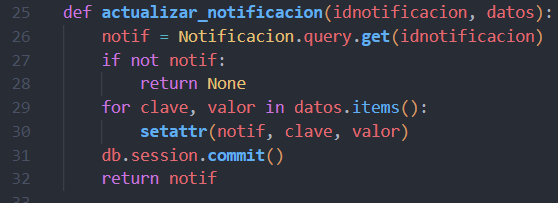 25 def actualizar_notificacion(idnotificacion, datos):
26 notif = Notificacion.query.get(idnotificacion)
27 if not notif:
28 return None
29 for clave, valor in datos.items():
30 setattr(notif, clave, valor)
31 db.session.commit()
32 return notif
33